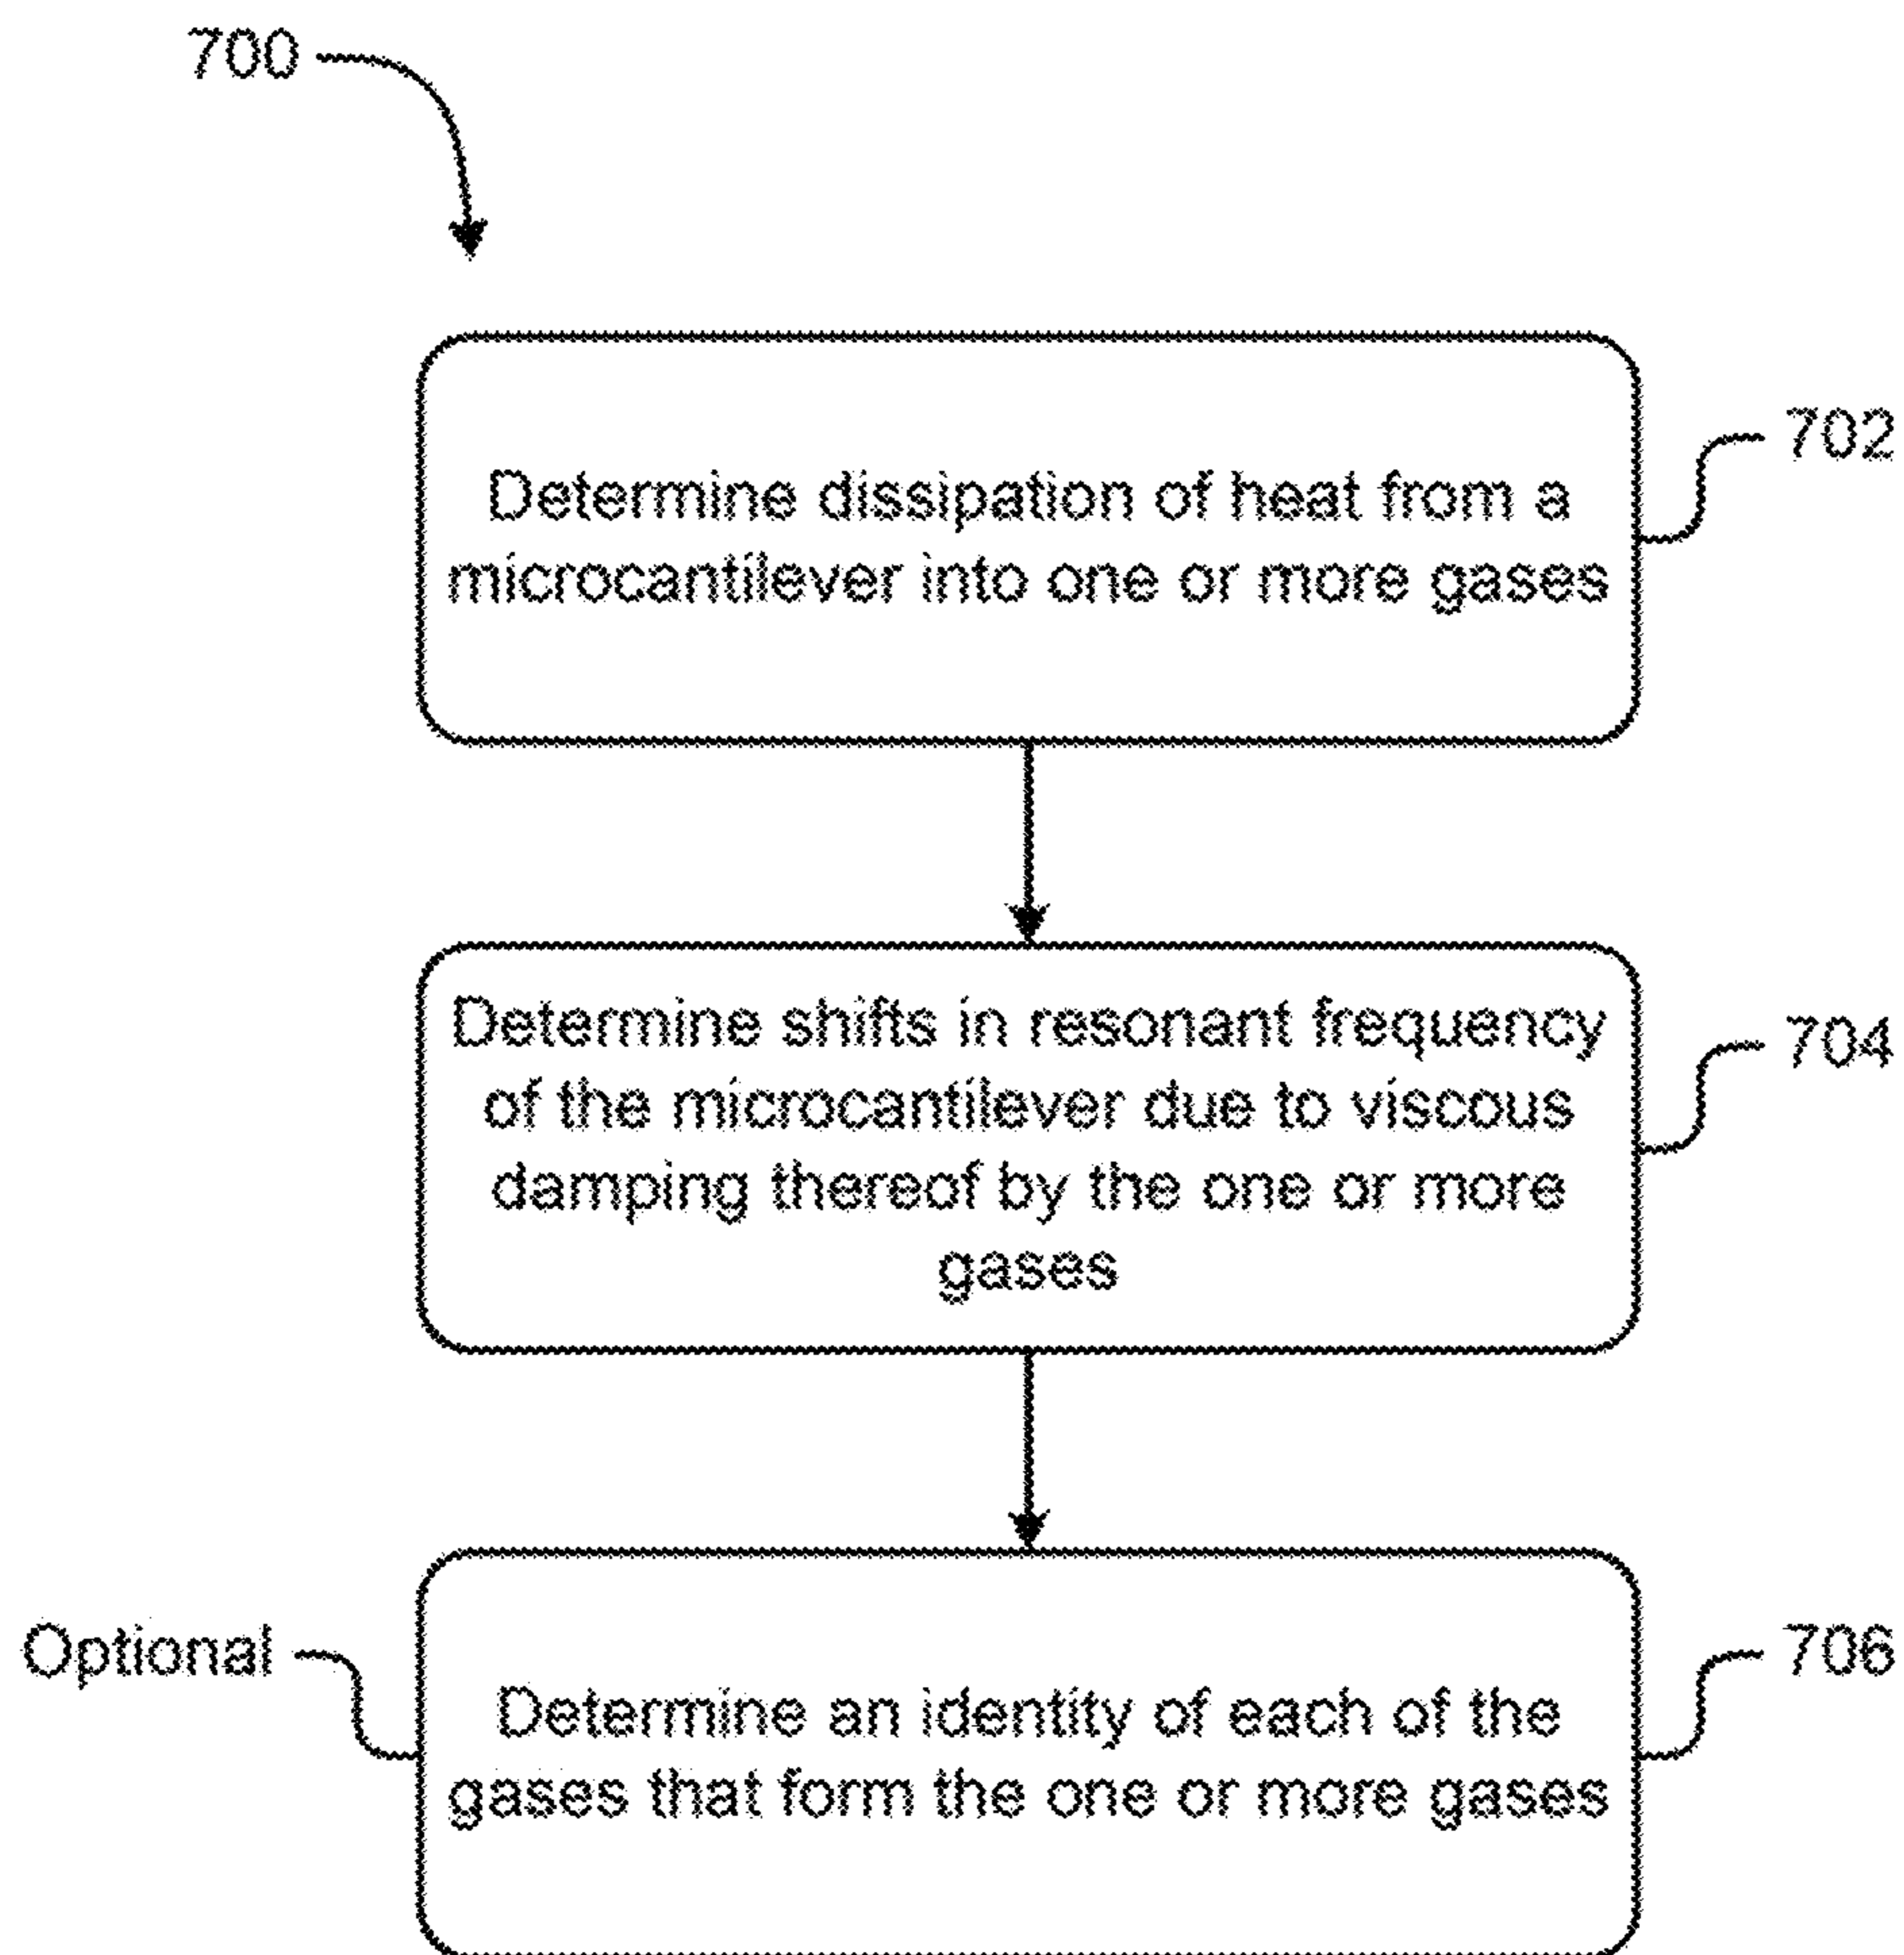 700
Determine dissipation of heat from a
microcantilever into one or more gases
702
Determine shifts in resonant frequency
of the microcantilever due to viscous
damping thereof by the one or more
gases
704
Optional
Determine an identity of each of the
gases that form the one or more gases
706